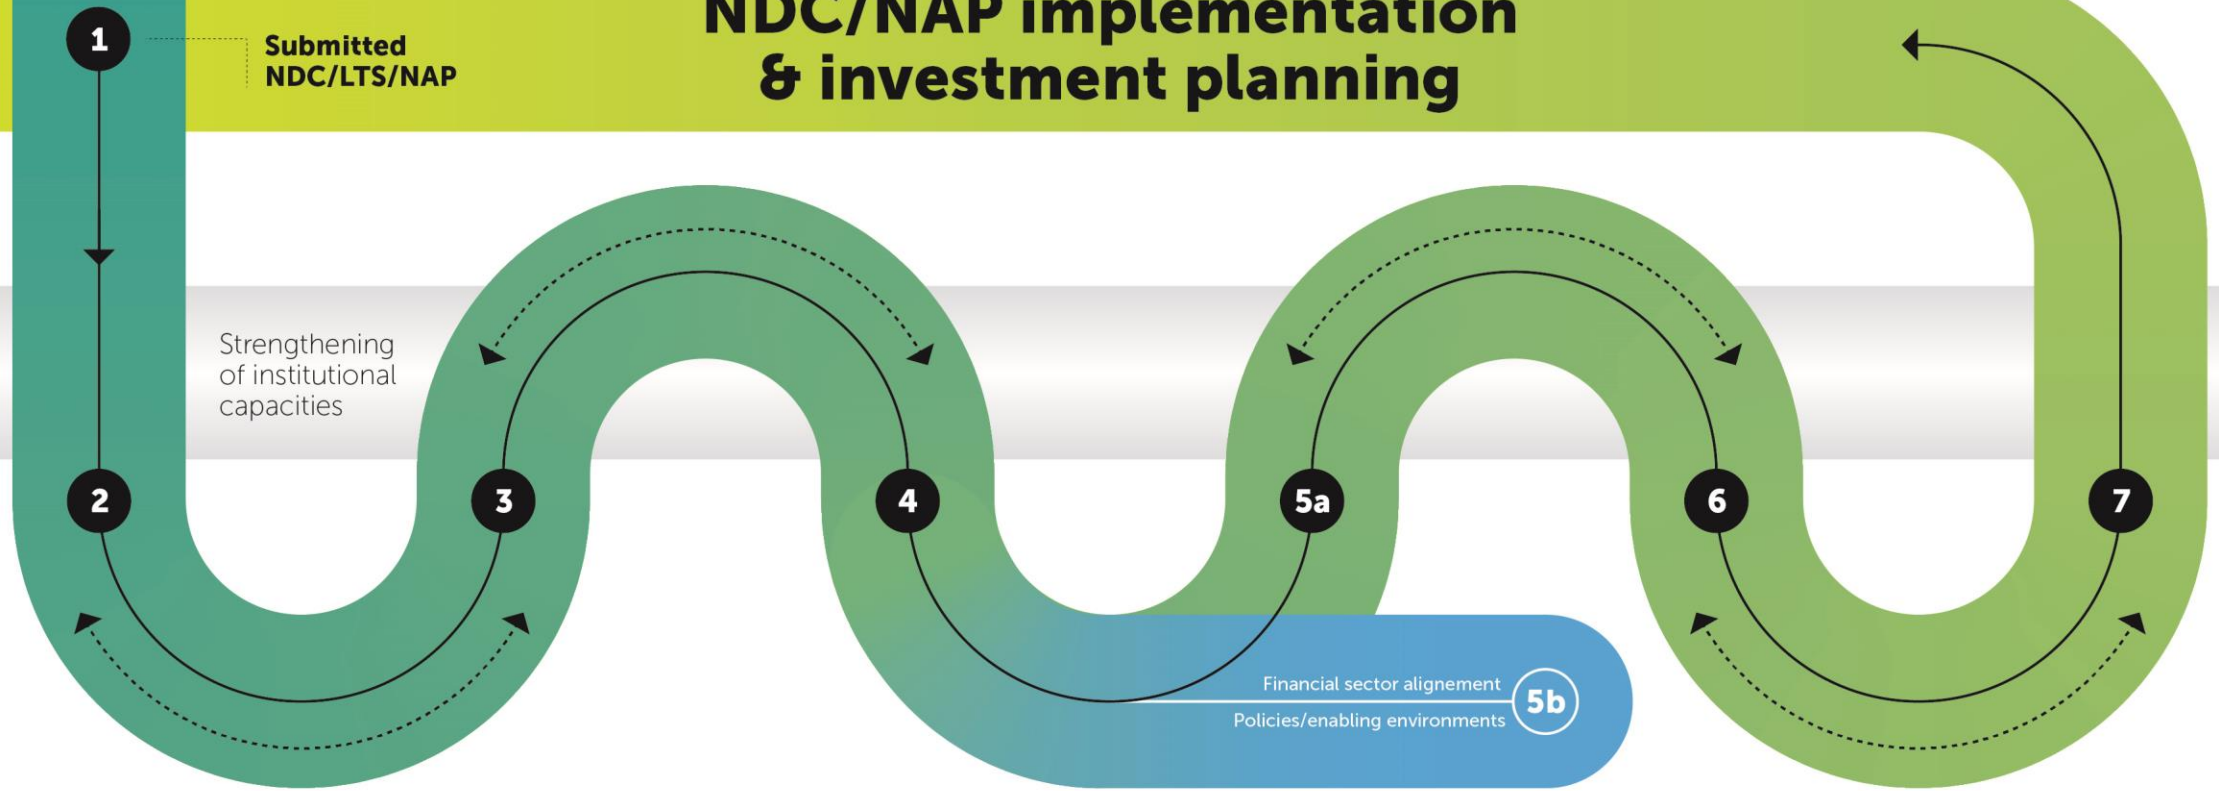 NDC/NAP implementation
& investment planning
1
Submitted
NDC/LTS/NAP
Strengthening
of institutional
capacities
2
3
4
5a
6
7
Financial sector alignement
Policies/enabling environments
5b